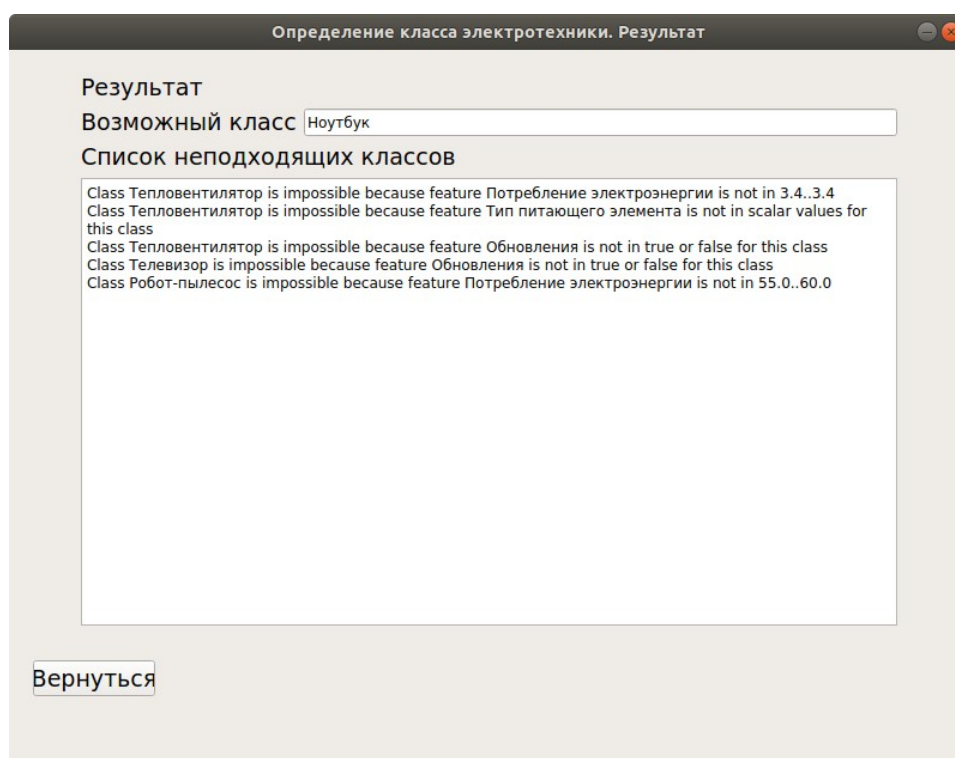 Определение класса электротехники. Результат
Результат
Возможный класс Ноутбук
Список неподходящих классов
Class Тепловентилятор is impossible because feature Потребление электроэнергии is not in 3.4..3.4
Class Тепловентилятор is impossible because feature Тип питающего элемента is not in scalar values for
this class
Class Тепловентилятор is impossible because feature Обновления is not in true or false for this class
Class Телевизор is impossible because feature Обновления is not in true or false for this class
Class Робот-пылесос is impossible because feature Потребление электроэнергии is not in 55.0..60.0
Вернуться